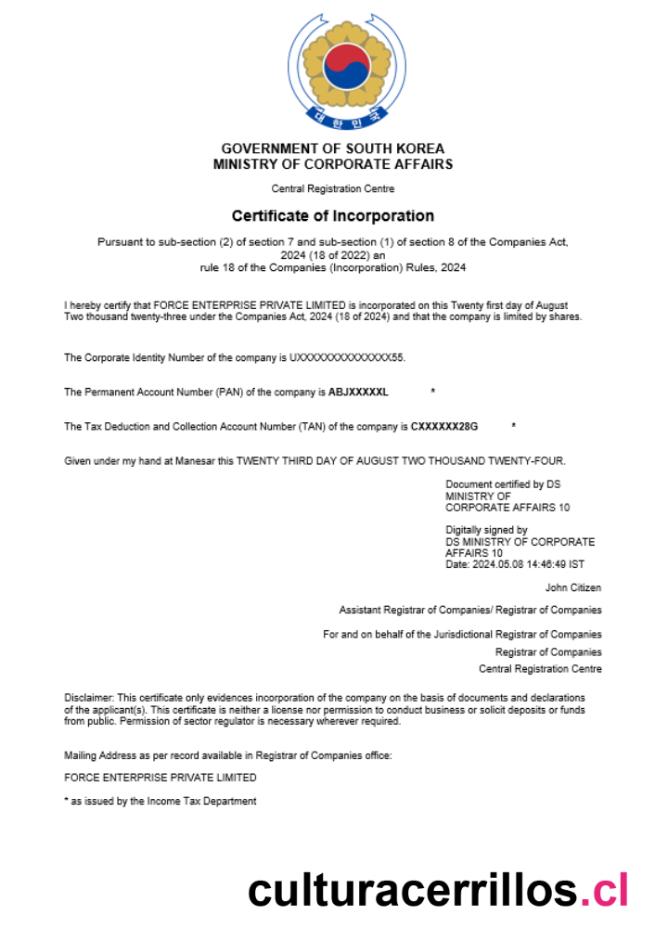 대한민국
GOVERNMENT OF SOUTH KOREA
MINISTRY OF CORPORATE AFFAIRS
Central Registration Centre
Certificate of Incorporation
Pursuant to sub-section (2) of section 7 and sub-section (1) of section 8 of the Companies Act,
2024 (18 of 2022) an
rule 18 of the Companies (Incorporation) Rules, 2024
I hereby certify that FORCE ENTERPRISE PRIVATE LIMITED is incorporated on this Twenty first day of August
Two thousand twenty-three under the Companies Act, 2024 (18 of 2024) and that the company is limited by shares.
The Corporate Identity Number of the company is UXXXXXXXXXXXXXX55.
The Permanent Account Number (PAN) of the company is ABJXXXXXL *
The Tax Deduction and Collection Account Number (TAN) of the company is CXXXXXX28G *
Given under my hand at Manesar this TWENTY THIRD DAY OF AUGUST TWO THOUSAND TWENTY-FOUR.
Document certified by DS
MINISTRY OF
CORPORATE AFFAIRS 10
Digitally signed by
DS MINISTRY OF CORPORATE
AFFAIRS 10
Date: 2024.05.08 14:46:49 IST
John Citizen
Assistant Registrar of Companies/ Registrar of Companies
For and on behalf of the Jurisdictional Registrar of Companies
Registrar of Companies
Central Registration Centre
Disclaimer: This certificate only evidences incorporation of the company on the basis of documents and declarations
of the applicant(s). This certificate is neither a license nor permission to conduct business or solicit deposits or funds
from public. Permission of sector regulator is necessary wherever required.
Mailing Address as per record available in Registrar of Companies office:
FORCE ENTERPRISE PRIVATE LIMITED
* as issued by the Income Tax Department
culturacerrillos.cl